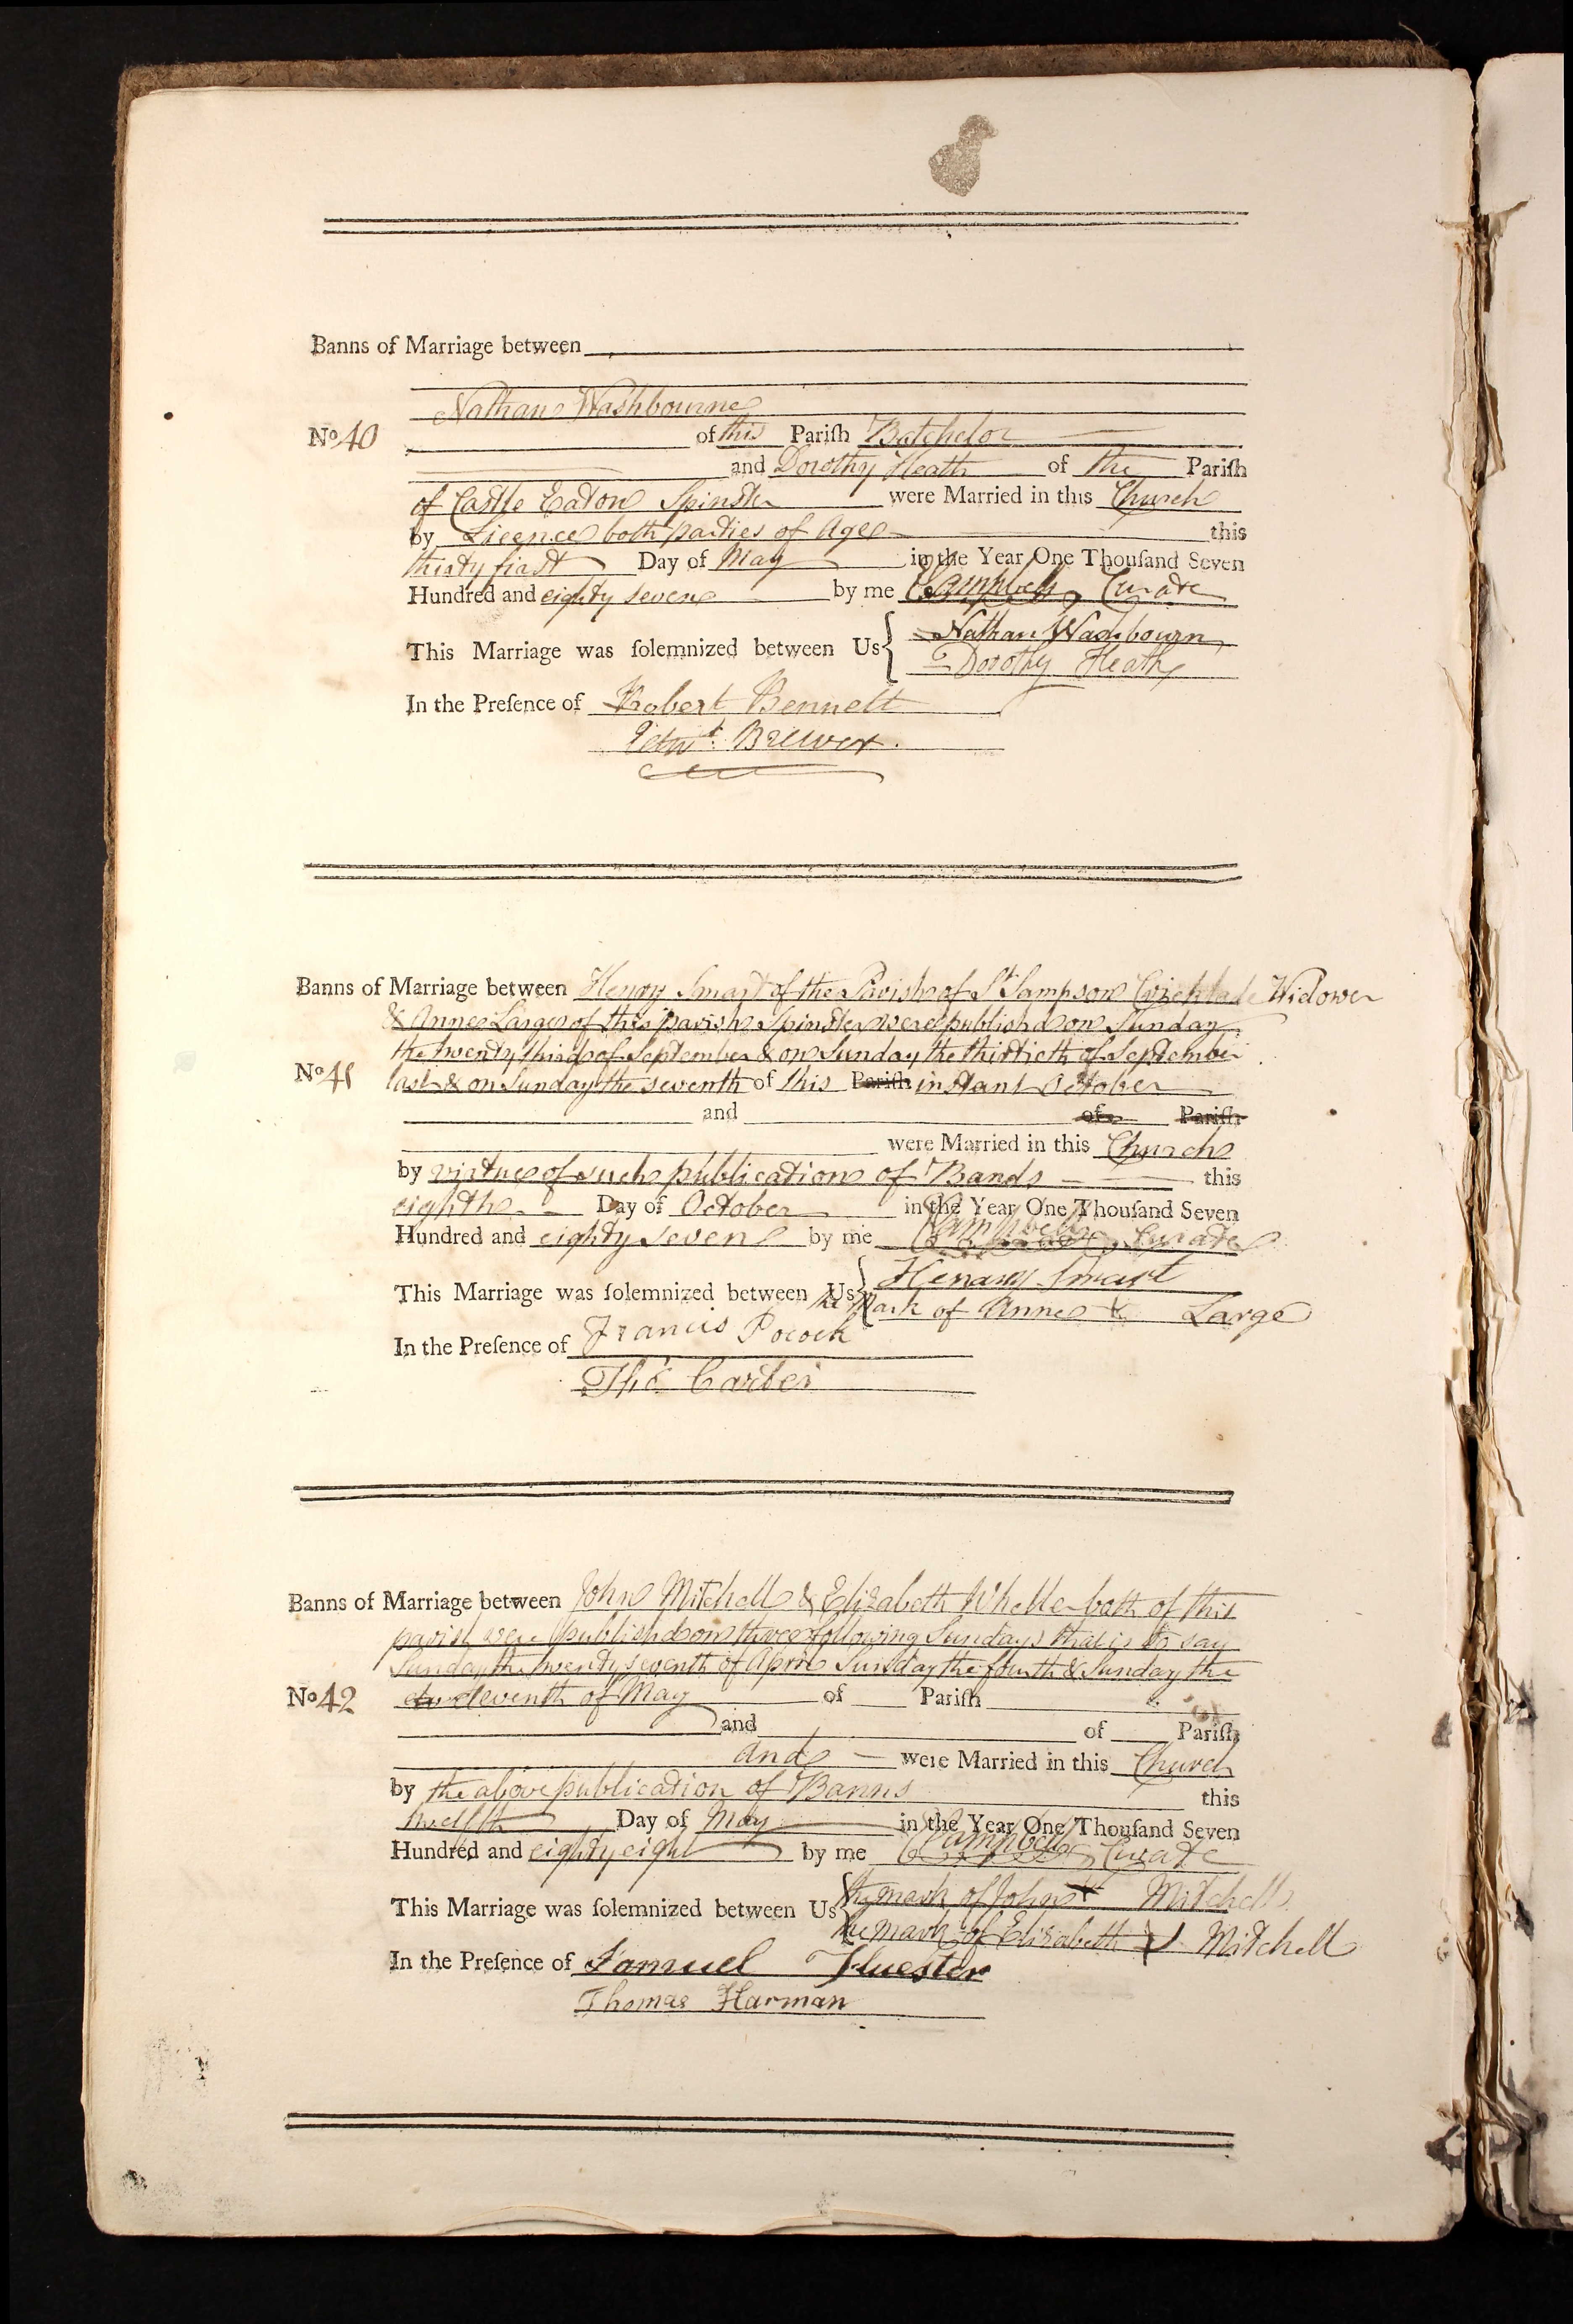 Banns of Marriage between
Nathan Washbourne
No 40 of this Pariſh Batchelor
and Dorothy Heath of the Pariſh
of Castle Eaton Spinster were Married in this Church
by Licence both parties of Age this
thirty first Day of May in the Year One Thouſand Seven
Hundred and eighty seven by me Campbell, Curate
This Marriage was ſolemnized between Us Nathan Washbourn
Dorothy Heath
In the Preſence of Robert Bennett
Edwd. Brewer.
Banns of Marriage between Henry Smart of the Parish of St Sampson Cricklade Widower
& Anne Large of this parish Spinster were publishd on Sunday
the twenty third of September & on Sunday the thirtieth of September
No 41 last & on Sunday the seventh of this Pariſh instant October
and of Pariſh
were Married in this Church
by virtue of such publication of Bands this
eighth Day of October in the Year One Thouſand Seven
Hundred and eighty seven by me Campbell, Curate
This Marriage was ſolemnized between Us Henary Smart
the Mark of Anne Large
In the Preſence of Francis Pocock
Thos Carter
Banns of Marriage between John Mitchell & Elizabeth Wheller both of this
parish were publishd on three following Sundays that is to say
Sunday the twenty seventh of April Sunday the fourth & Sunday the
No 42 eleventh of May of Pariſh
and of Pariſh
and were Married in this Church
by the above publication of Banns this
twelfth Day of May in the Year One Thouſand Seven
Hundred and eighty eight by me Campbell, Curate
This Marriage was ſolemnized between Us the mark of John Mitchell
the mark of Elizabeth Mitchell
In the Preſence of Samuel Fluester
Thomas Harman